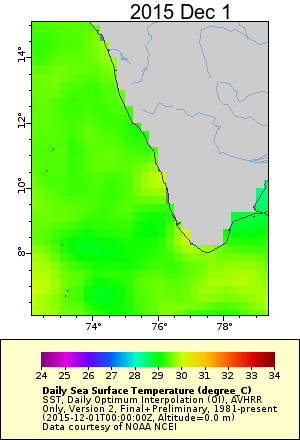 2015 Dec 1
14°
12°
10°
8°
74°
76°
78°
24 25 26 27 28 29 30 31 32 33 34
Daily Sea Surface Temperature (degree_C)
SST, Daily Optimum Interpolation (OI), AVHRR
Only, Version 2, Final+Preliminary, 1981-present
(2015-12-01T00:00:00Z, Altitude=0.0 m)
Data courtesy of NOAA NCEI